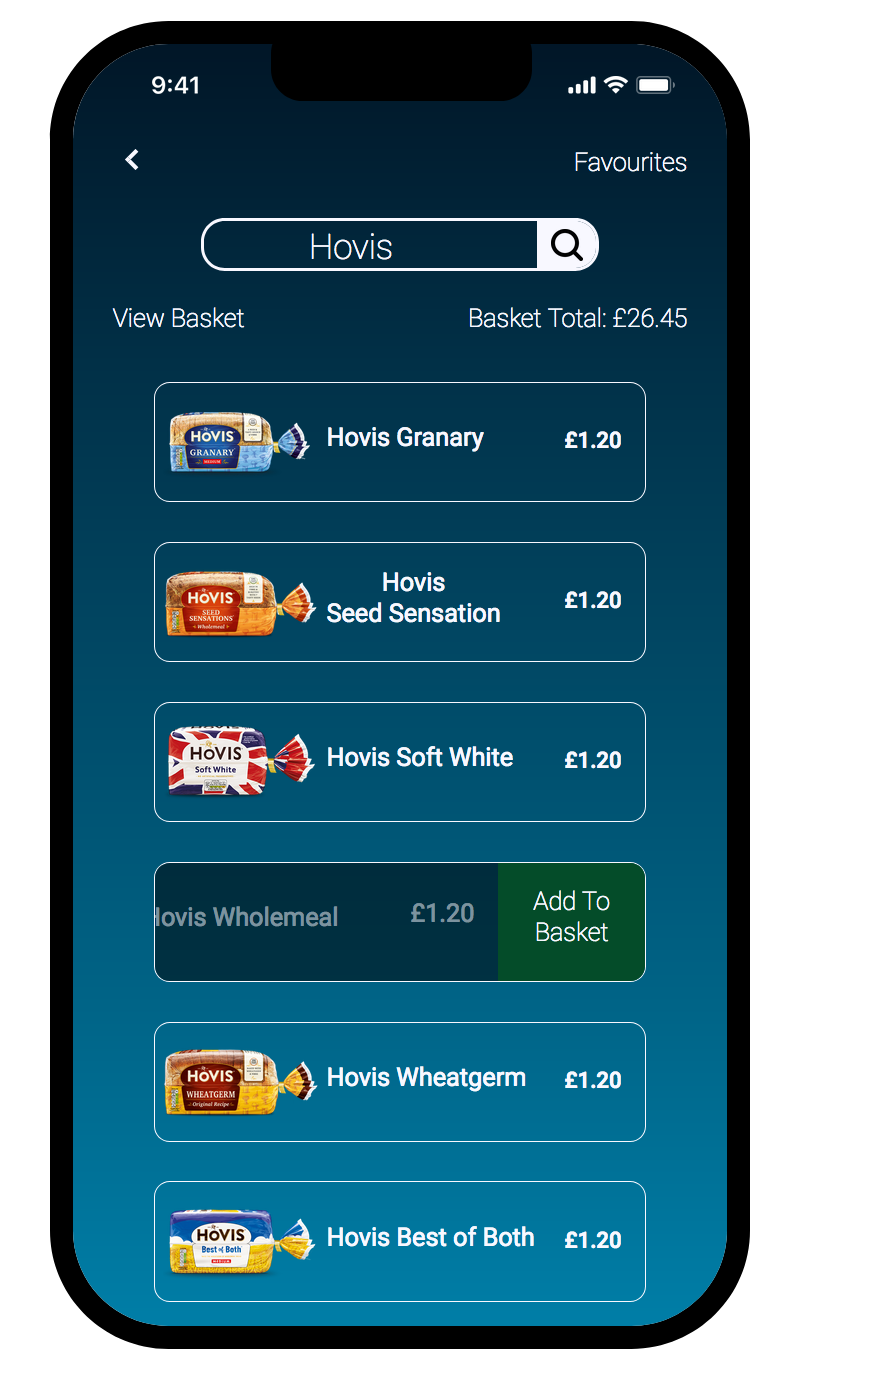 9:41
Favourites
Hovis
View Basket
Basket Total: £26.45
HOVIS
GRANARY
MEDIUM
Hovis Granary
£1.20
HOVIS
SEED
SENSATIONS
Wholemeal
Hovis
Seed Sensation
£1.20
HOVIS
Soft White
Hovis Soft White
£1.20
Hovis Wholemeal
£1.20
Add To
Basket
HOVIS
WHEATGERM
Original Recipe
Hovis Wheatgerm
£1.20
HOVIS
Best of Both
MEDIUM
Hovis Best of Both
£1.20